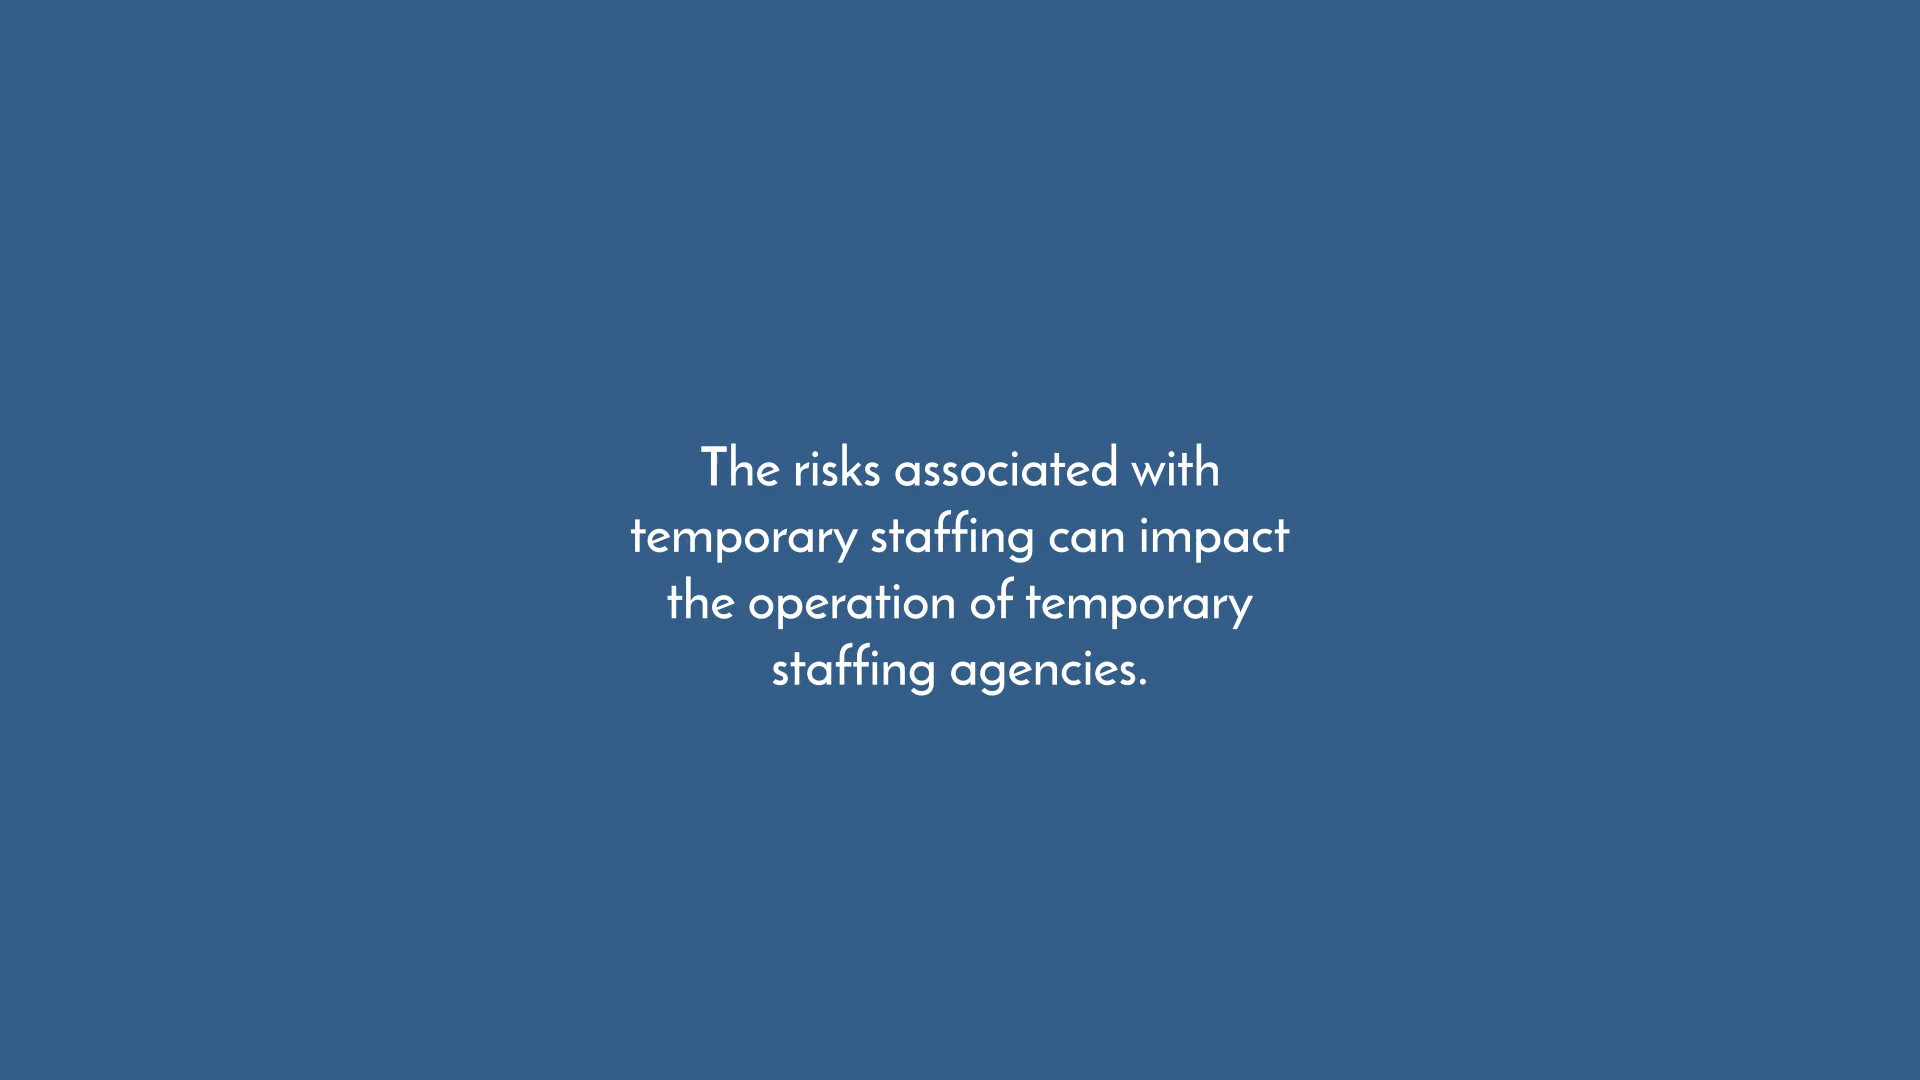 The risks associated with
temporary staffing can impact
the operation of temporary
staffing agencies.